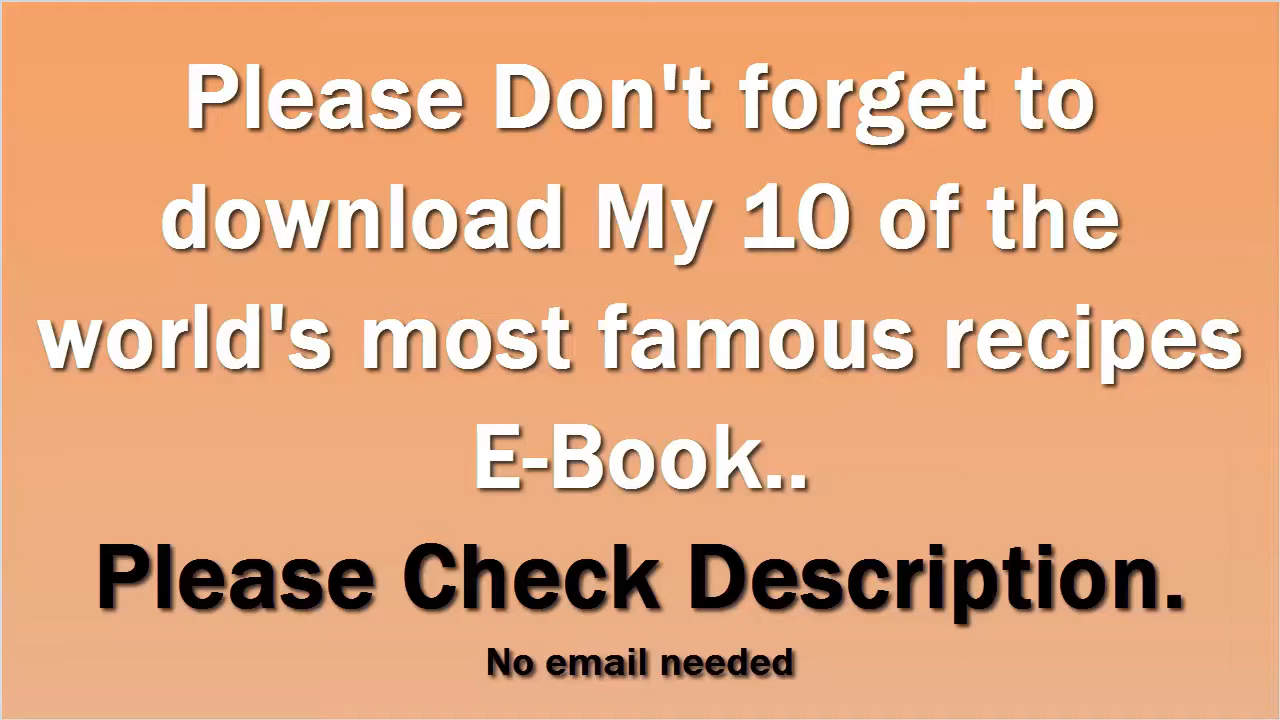 Please Don't forget to
download My 10 of the
world's most famous recipes
E-Book..
Please Check Description.
No email needed